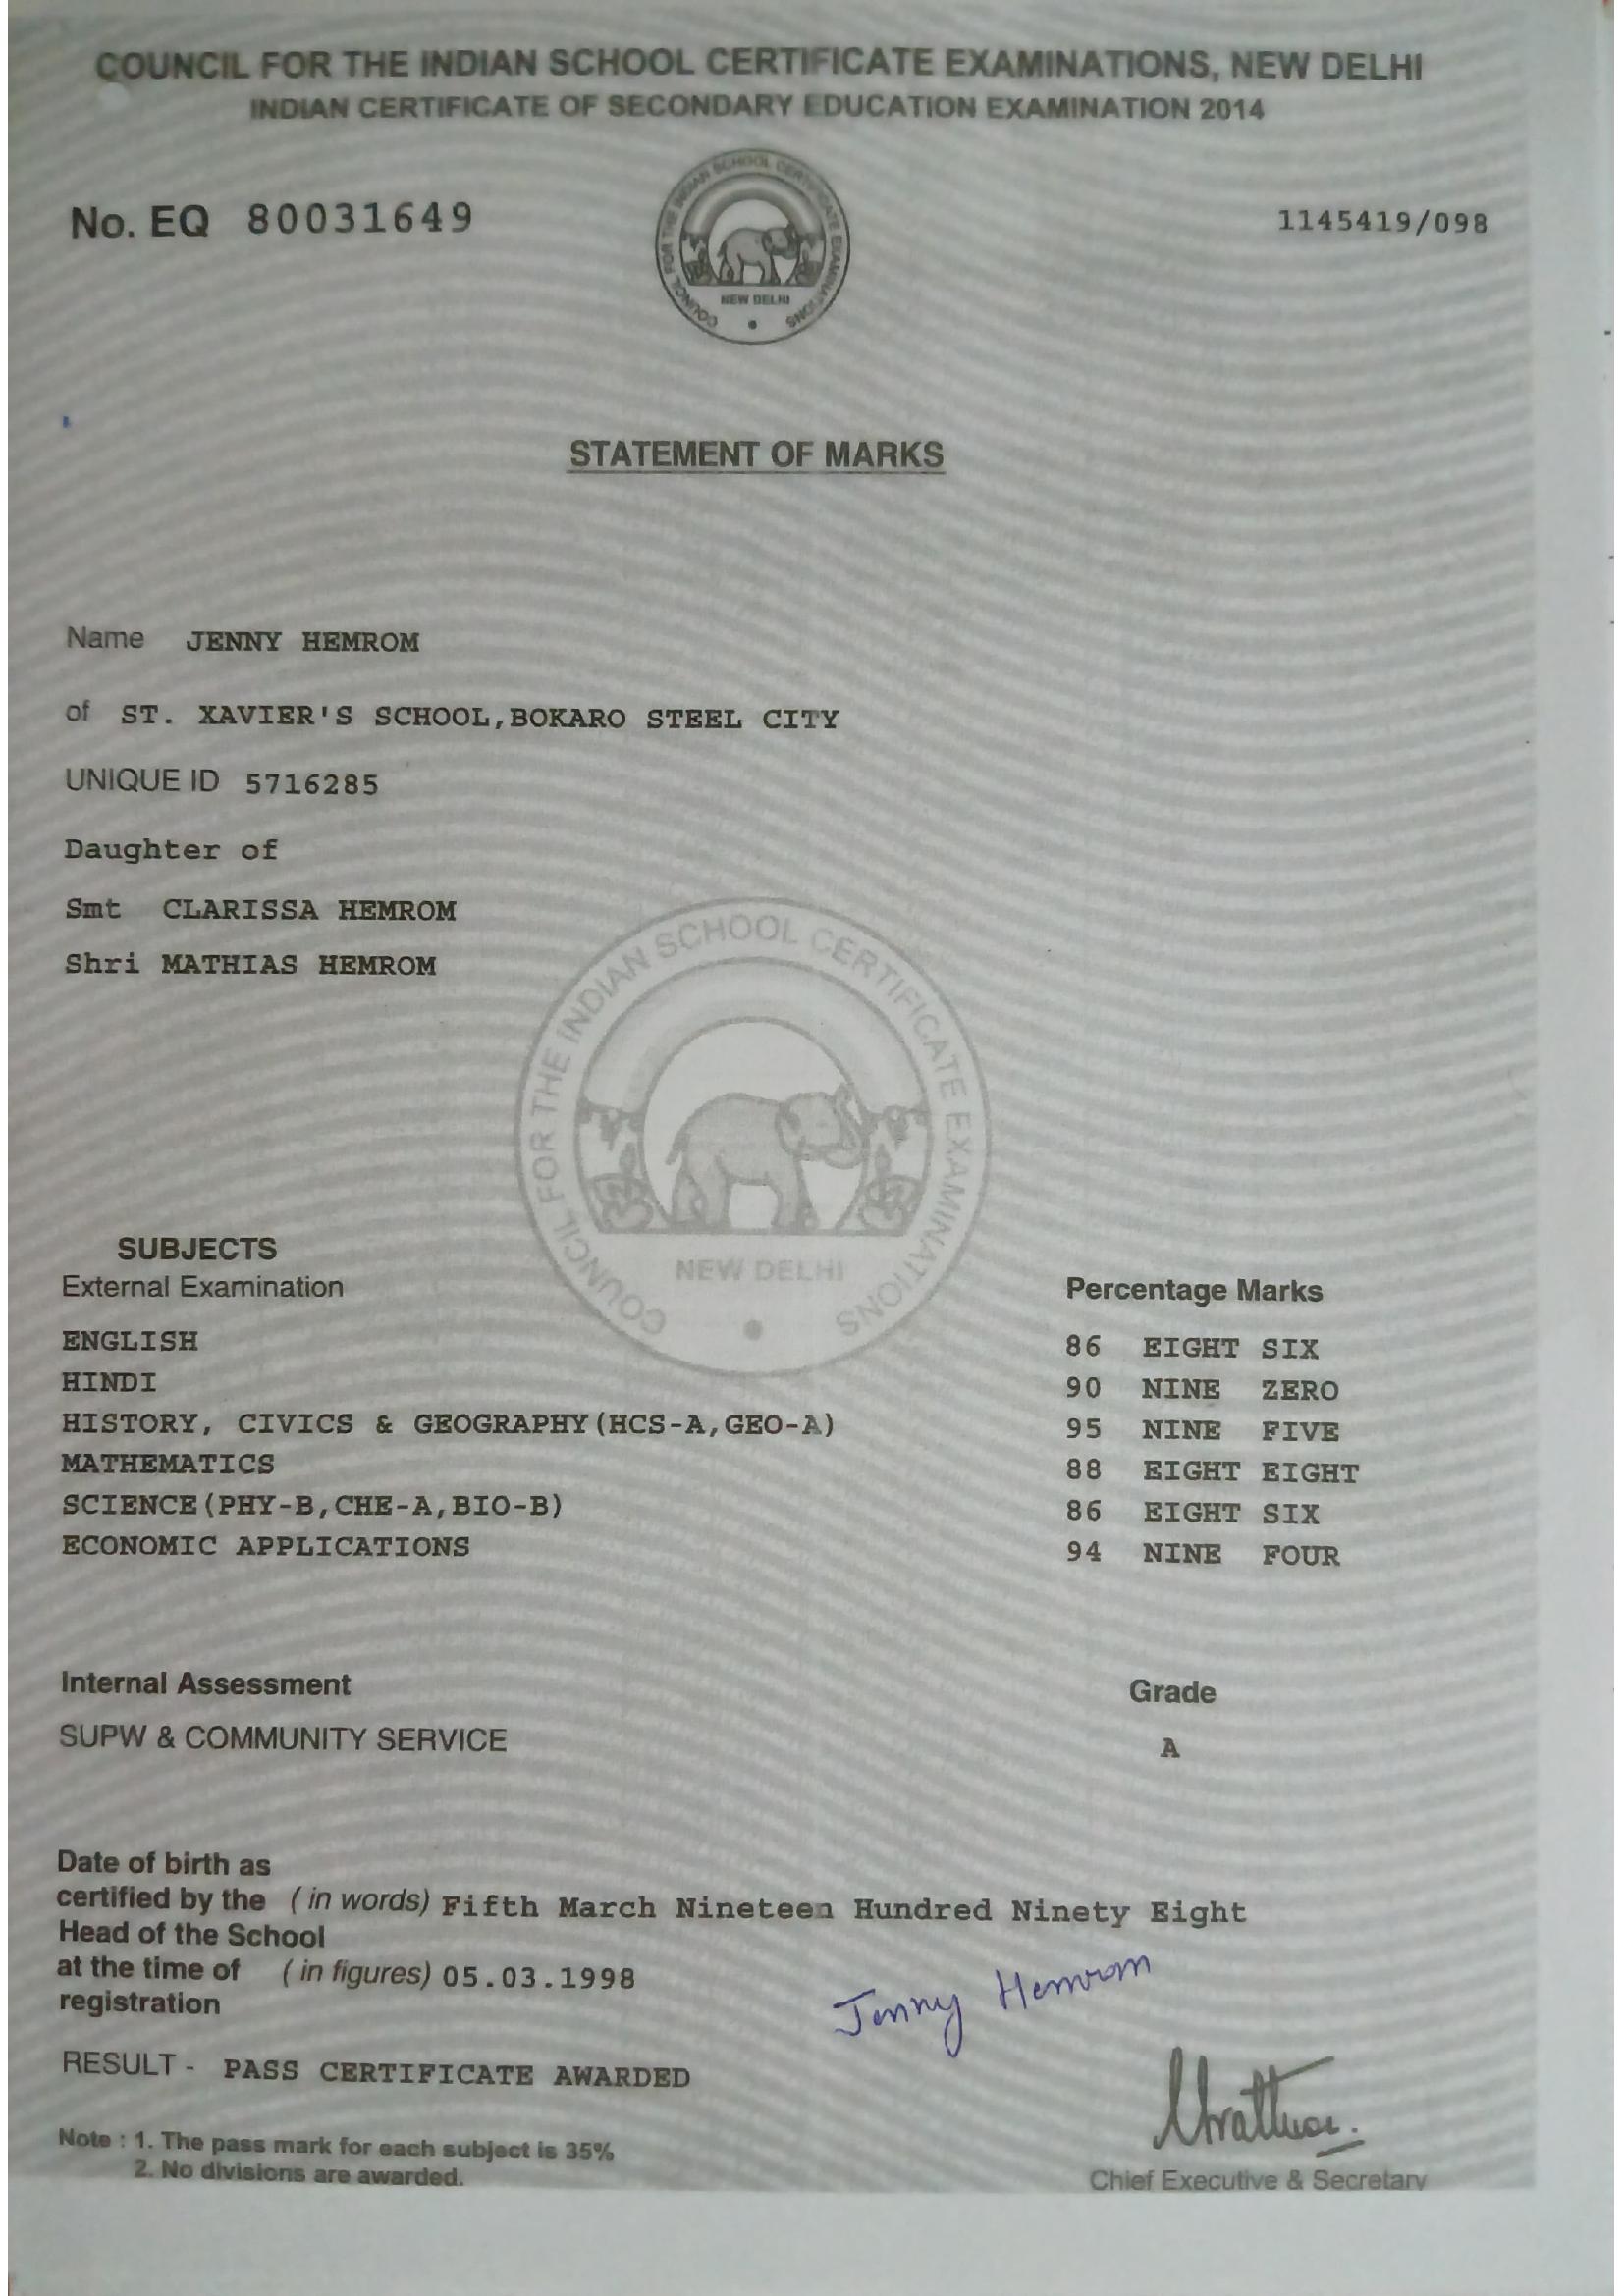 COUNCIL FOR THE INDIAN SCHOOL CERTIFICATE EXAMINATIONS, NEW DELHI
INDIAN CERTIFICATE OF SECONDARY EDUCATION EXAMINATION 2014
COUNCIL FOR THE INDIAN SCHOOL CERTIFICATE EXAMINATIONS
NEW DELHI
No. EQ 80031649
1145419/098
STATEMENT OF MARKS
Name JENNY HEMROM
of ST. XAVIER'S SCHOOL,BOKARO STEEL CITY
UNIQUE ID 5716285
Daughter of
Smt CLARISSA HEMROM
Shri MATHIAS HEMROM
COUNCIL FOR THE INDIAN SCHOOL CERTIFICATE EXAMINATIONS
NEW DELHI
SUBJECTS
External Examination Percentage Marks
ENGLISH 86 EIGHT SIX
HINDI 90 NINE ZERO
HISTORY, CIVICS & GEOGRAPHY(HCS-A,GEO-A) 95 NINE FIVE
MATHEMATICS 88 EIGHT EIGHT
SCIENCE(PHY-B,CHE-A,BIO-B) 86 EIGHT SIX
ECONOMIC APPLICATIONS 94 NINE FOUR
Internal Assessment Grade
SUPW & COMMUNITY SERVICE A
Date of birth as
certified by the (in words) Fifth March Nineteen Hundred Ninety Eight
Head of the School
at the time of (in figures) 05.03.1998
registration
Jenny Hemrom
RESULT - PASS CERTIFICATE AWARDED
Note : 1. The pass mark for each subject is 35%
2. No divisions are awarded.
Chief Executive & Secretary